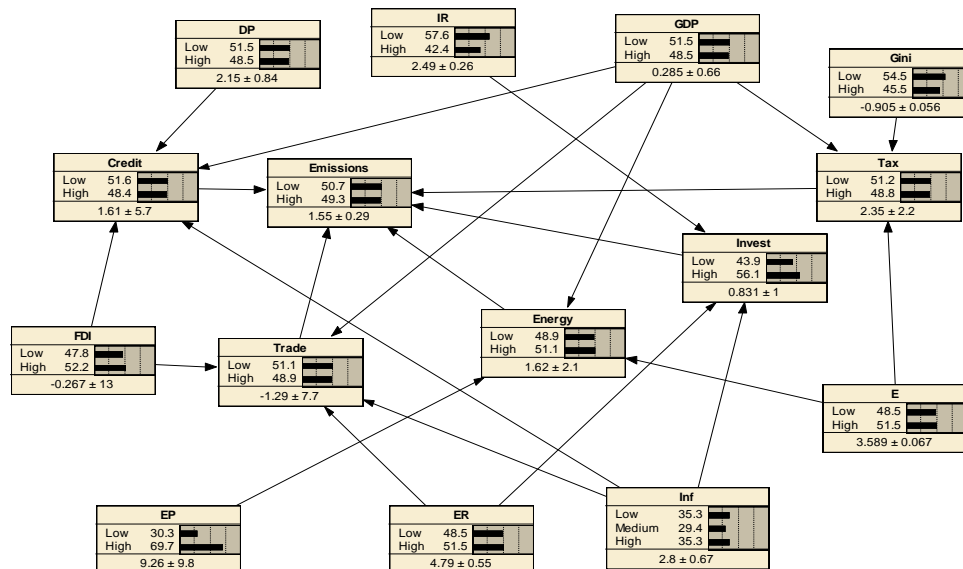 DP
Low 51.5
High 48.5
2.15 ± 0.84
IR
Low 57.6
High 42.4
2.49 ± 0.26
GDP
Low 51.5
High 48.5
0.285 ± 0.66
Gini
Low 54.5
High 45.5
-0.905 ± 0.056
Credit
Low 51.6
High 48.4
1.61 ± 5.7
Emissions
Low 50.7
High 49.3
1.55 ± 0.29
Tax
Low 51.2
High 48.8
2.35 ± 2.2
Invest
Low 43.9
High 56.1
0.831 ± 1
FDI
Low 47.8
High 52.2
-0.267 ± 13
Trade
Low 51.1
High 48.9
-1.29 ± 7.7
Energy
Low 48.9
High 51.1
1.62 ± 2.1
E
Low 48.5
High 51.5
3.589 ± 0.067
EP
Low 30.3
High 69.7
9.26 ± 9.8
ER
Low 48.5
High 51.5
4.79 ± 0.55
Inf
Low 35.3
Medium 29.4
High 35.3
2.8 ± 0.67